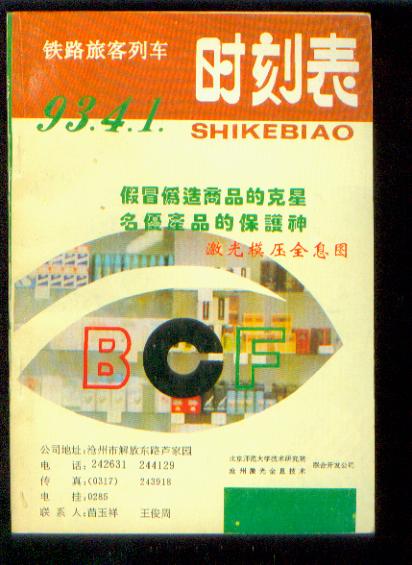 铁路旅客列车
时刻表
93.4.1.
SHIKEBIAO
假冒僞造商品的克星
名優產品的保護神
激光模压全息图
BCF
公司地址:沧州市解放东路芦家园
电 话:242631 244129
传 真:(0317) 243918
电 挂:0285
联 系 人:苗玉祥 王俊周
北京师范大学技术研究所
沧州激光全息技术
联合开发公司